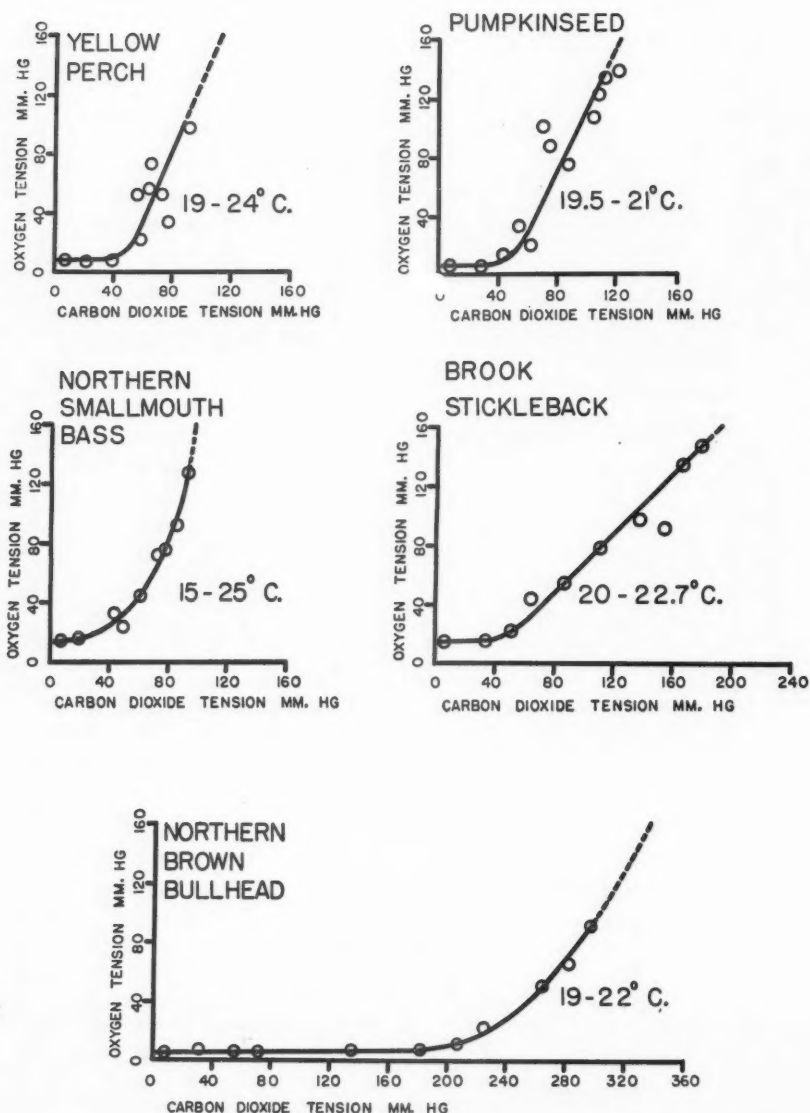 YELLOW
PERCH
OXYGEN TENSION MM. HG
0 40 80 120 160
19 - 24° C.
0 40 80 120 160
CARBON DIOXIDE TENSION MM. HG
PUMPKINSEED
OXYGEN TENSION MM. HG
0 40 80 120 160
19.5 - 21° C.
0 40 80 120 160
CARBON DIOXIDE TENSION MM. HG
NORTHERN
SMALLMOUTH
BASS
OXYGEN TENSION MM. HG
0 40 80 120 160
15 - 25° C.
0 40 80 120 160
CARBON DIOXIDE TENSION MM. HG
BROOK
STICKLEBACK
OXYGEN TENSION MM. HG
0 40 80 120 160
20 - 22.7° C.
0 40 80 120 160 200 240
CARBON DIOXIDE TENSION MM. HG
NORTHERN
BROWN
BULLHEAD
OXYGEN TENSION MM. HG
0 40 80 120 160
19 - 22° C.
0 40 80 120 160 200 240 280 320 360
CARBON DIOXIDE TENSION MM. HG